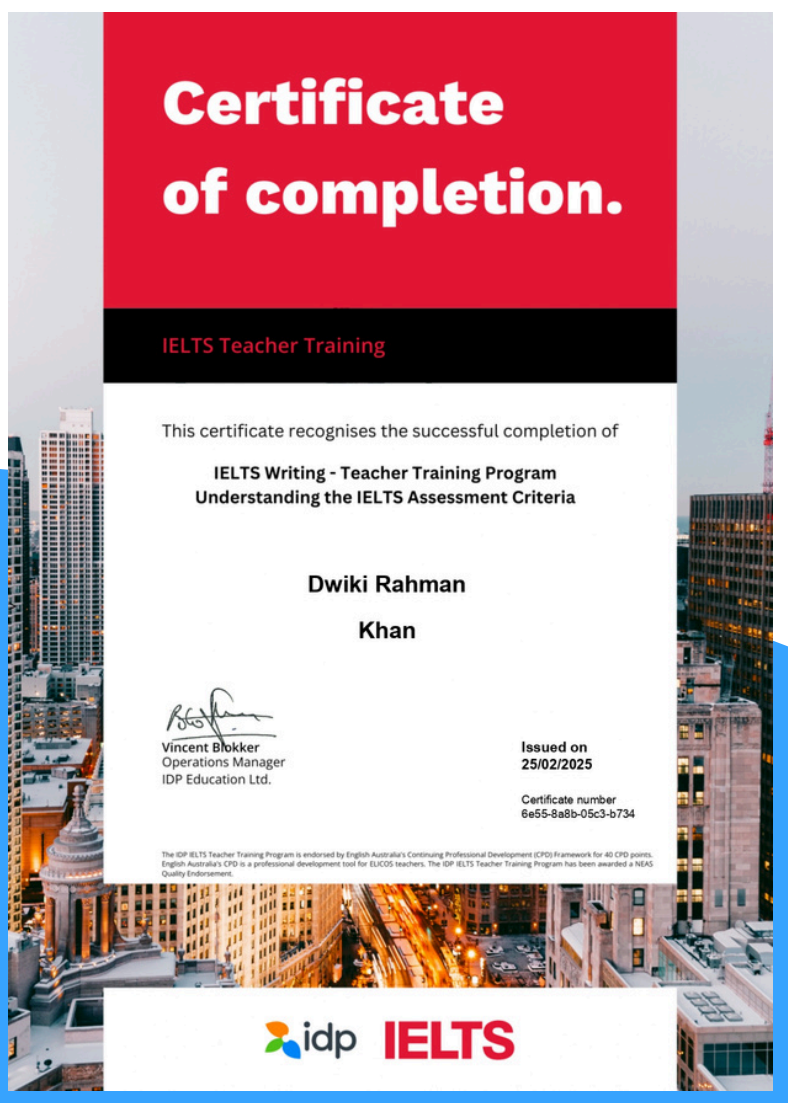 Certificate
of completion.
IELTS Teacher Training
This certificate recognises the successful completion of
IELTS Writing - Teacher Training Program
Understanding the IELTS Assessment Criteria
Dwiki Rahman
Khan
Vincent Blokker
Operations Manager
IDP Education Ltd.
Issued on
25/02/2025
Certificate number
6e55-8a8b-05c3-b734
The IDP IELTS Teacher Training Program is endorsed by English Australia's Continuing Professional Development (CPD) Framework for 40 CPD points.
English Australia's CPD is a professional development tool for ELICOS teachers. The IDP IELTS Teacher Training Program has been awarded a NEAS
Quality Endorsement.
idp IELTS